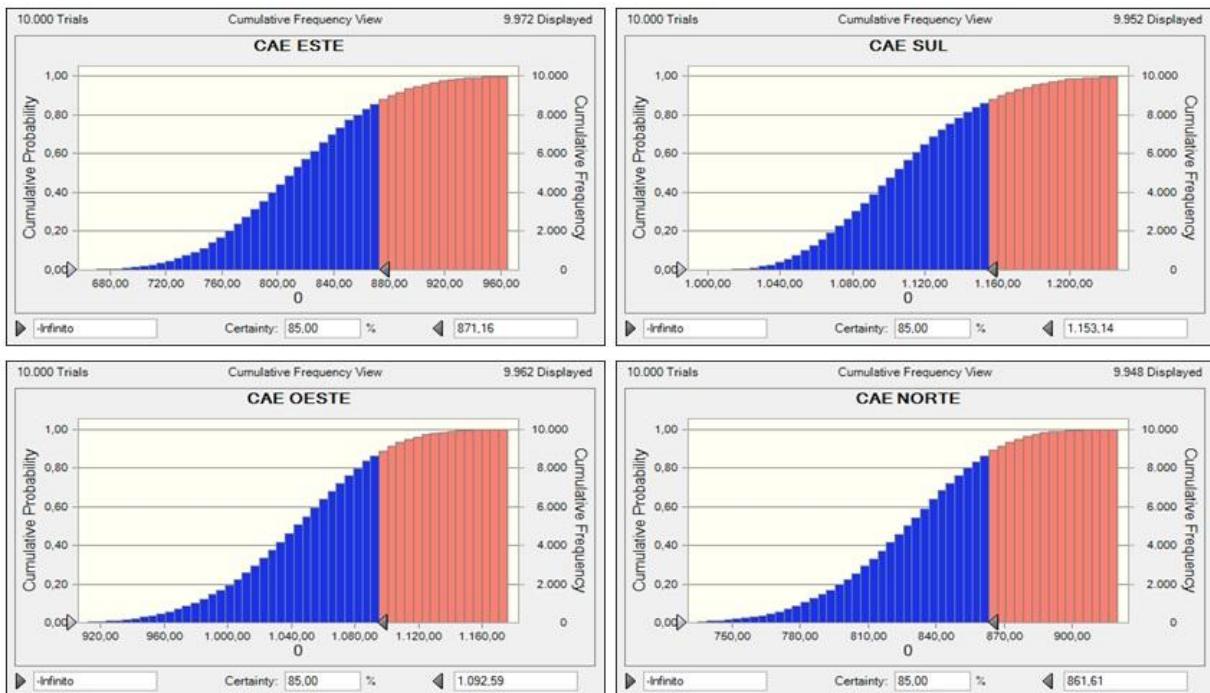 10.000 Trials Cumulative Frequency View 9.972 Displayed
CAE ESTE
Cumulative Probability
1,00
0,80
0,60
0,40
0,20
0,00
10.000
8.000
6.000
4.000
2.000
0
Cumulative Frequency
680,00 720,00 760,00 800,00 840,00 880,00 920,00 960,00
0
-Infinito Certainty: 85,00 % 871,16
10.000 Trials Cumulative Frequency View 9.952 Displayed
CAE SUL
Cumulative Probability
1,00
0,80
0,60
0,40
0,20
0,00
10.000
8.000
6.000
4.000
2.000
0
Cumulative Frequency
1.000,00 1.040,00 1.080,00 1.120,00 1.160,00 1.200,00
0
-Infinito Certainty: 85,00 % 1.153,14
10.000 Trials Cumulative Frequency View 9.962 Displayed
CAE OESTE
Cumulative Probability
1,00
0,80
0,60
0,40
0,20
0,00
10.000
8.000
6.000
4.000
2.000
0
Cumulative Frequency
920,00 960,00 1.000,00 1.040,00 1.080,00 1.120,00 1.160,00
0
-Infinito Certainty: 85,00 % 1.092,59
10.000 Trials Cumulative Frequency View 9.948 Displayed
CAE NORTE
Cumulative Probability
1,00
0,80
0,60
0,40
0,20
0,00
10.000
8.000
6.000
4.000
2.000
0
Cumulative Frequency
750,00 780,00 810,00 840,00 870,00 900,00
0
-Infinito Certainty: 85,00 % 861,61